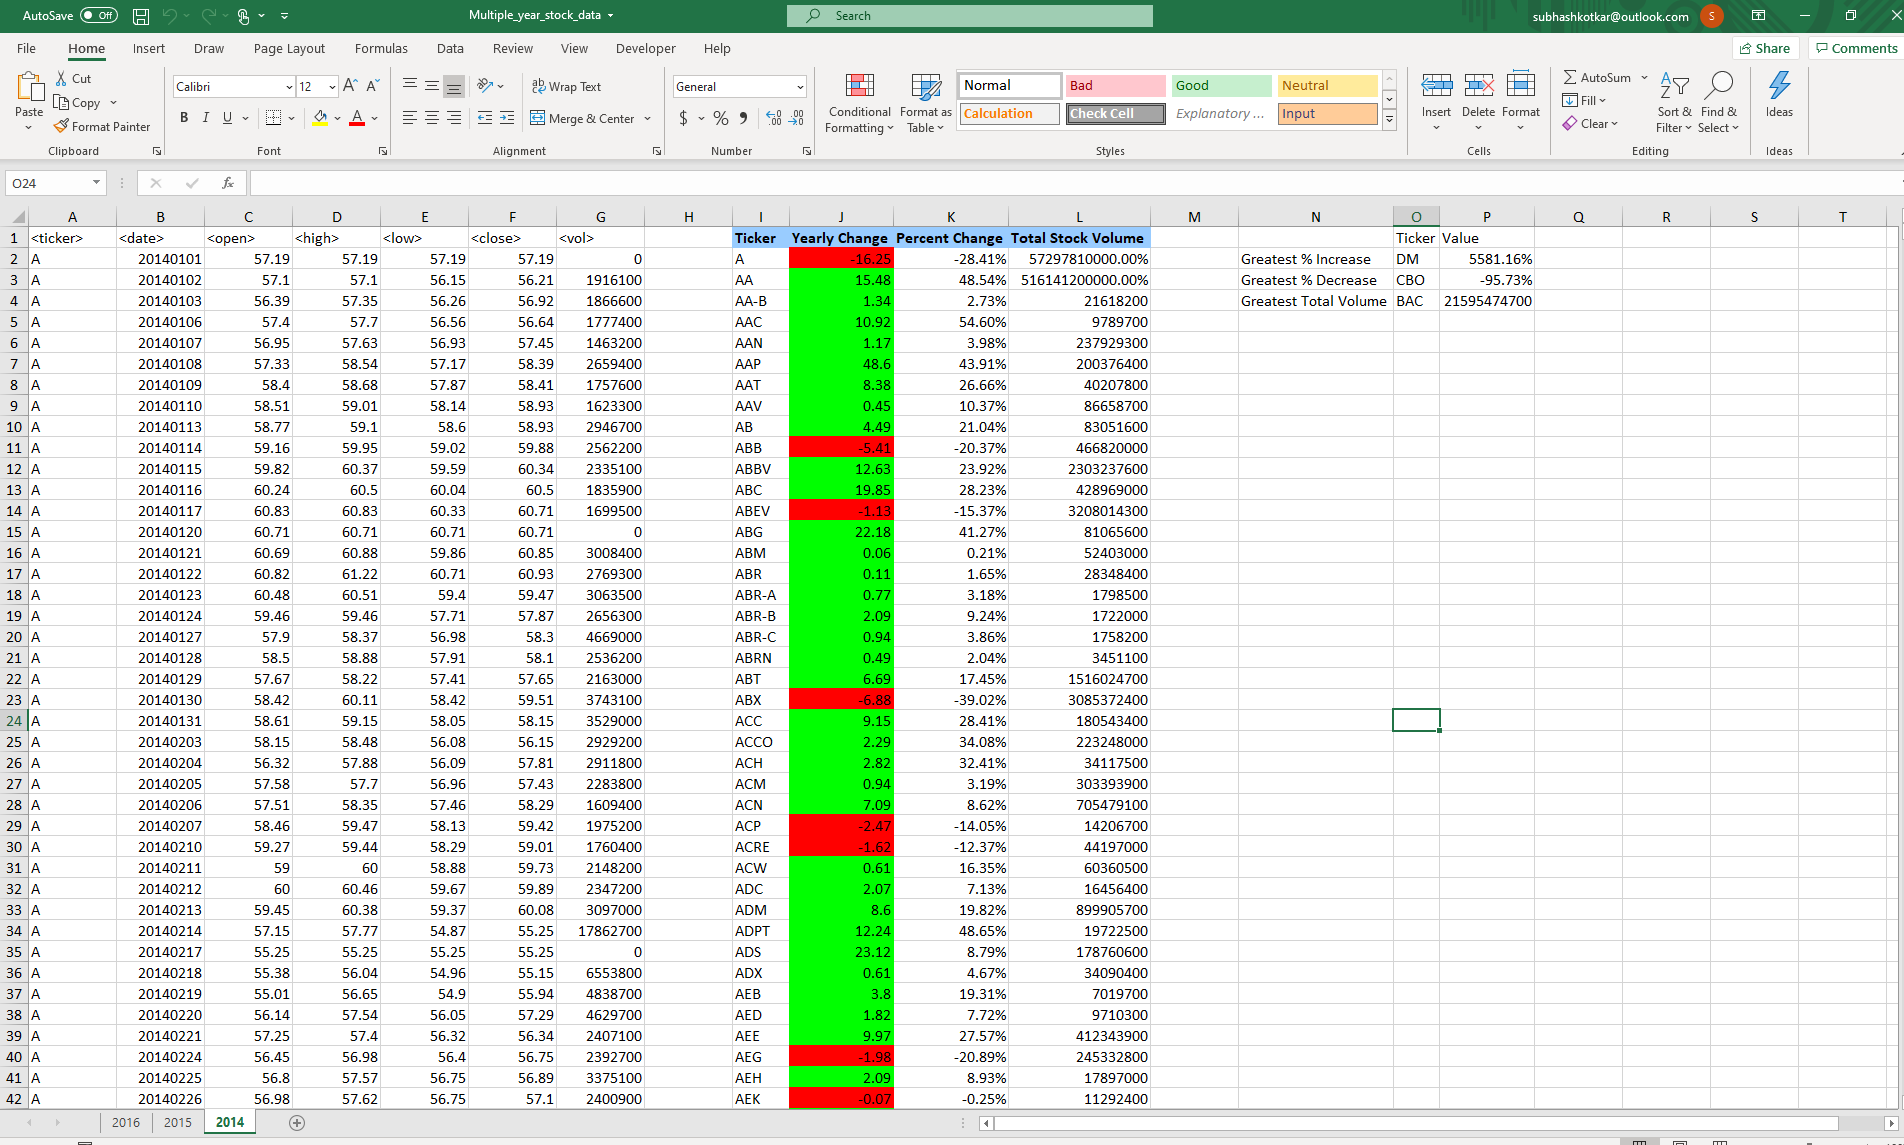 AutoSave Off Multiple_year_stock_data Search subhashkotkar@outlook.com S
File Home Insert Draw Page Layout Formulas Data Review View Developer Help Share Comments
Paste Cut Copy Format Painter Clipboard
Calibri 12 A A B I U A Font
ab Wrap Text Merge & Center Alignment
General $ % , Number
Conditional Formatting Format as Table Normal Bad Good Neutral
Calculation Check Cell Explanatory ... Input Styles
Insert Delete Format Cells
AutoSum Fill Clear Sort & Filter Find & Select Editing
Ideas Ideas
O24 fx
A B C D E F G H I J K L M N O P Q R S T
1 <ticker> <date> <open> <high> <low> <close> <vol> Ticker Yearly Change Percent Change Total Stock Volume Ticker Value
2 A 20140101 57.19 57.19 57.19 57.19 0 A -16.25 -28.41% 57297810000.00% Greatest % Increase DM 5581.16%
3 A 20140102 57.1 57.1 56.15 56.21 1916100 AA 15.48 48.54% 516141200000.00% Greatest % Decrease CBO -95.73%
4 A 20140103 56.39 57.35 56.26 56.92 1866600 AA-B 1.34 2.73% 21618200 Greatest Total Volume BAC 21595474700
5 A 20140106 57.4 57.7 56.56 56.64 1777400 AAC 10.92 54.60% 9789700
6 A 20140107 56.95 57.63 56.93 57.45 1463200 AAN 1.17 3.98% 237929300
7 A 20140108 57.33 58.54 57.17 58.39 2659400 AAP 48.6 43.91% 200376400
8 A 20140109 58.4 58.68 57.87 58.41 1757600 AAT 8.38 26.66% 40207800
9 A 20140110 58.51 59.01 58.14 58.93 1623300 AAV 0.45 10.37% 86658700
10 A 20140113 58.77 59.1 58.6 58.93 2946700 AB 4.49 21.04% 83051600
11 A 20140114 59.16 59.95 59.02 59.88 2562200 ABB -5.41 -20.37% 466820000
12 A 20140115 59.82 60.37 59.59 60.34 2335100 ABBV 12.63 23.92% 2303237600
13 A 20140116 60.24 60.5 60.04 60.5 1835900 ABC 19.85 28.23% 428969000
14 A 20140117 60.83 60.83 60.33 60.71 1699500 ABEV -1.13 -15.37% 3208014300
15 A 20140120 60.71 60.71 60.71 60.71 0 ABG 22.18 41.27% 81065600
16 A 20140121 60.69 60.88 59.86 60.85 3008400 ABM 0.06 0.21% 52403000
17 A 20140122 60.82 61.22 60.71 60.93 2769300 ABR 0.11 1.65% 28348400
18 A 20140123 60.48 60.51 59.4 59.47 3063500 ABR-A 0.77 3.18% 1798500
19 A 20140124 59.46 59.46 57.71 57.87 2656300 ABR-B 2.09 9.24% 1722000
20 A 20140127 57.9 58.37 56.98 58.3 4669000 ABR-C 0.94 3.86% 1758200
21 A 20140128 58.5 58.88 57.91 58.1 2536200 ABRN 0.49 2.04% 3451100
22 A 20140129 57.67 58.22 57.41 57.65 2163000 ABT 6.69 17.45% 1516024700
23 A 20140130 58.42 60.11 58.42 59.51 3743100 ABX -6.88 -39.02% 3085372400
24 A 20140131 58.61 59.15 58.05 58.15 3529000 ACC 9.15 28.41% 180543400
25 A 20140203 58.15 58.48 56.08 56.15 2929200 ACCO 2.29 34.08% 223248000
26 A 20140204 56.32 57.88 56.09 57.81 2911800 ACH 2.82 32.41% 34117500
27 A 20140205 57.58 57.7 56.96 57.43 2283800 ACM 0.94 3.19% 303393900
28 A 20140206 57.51 58.35 57.46 58.29 1609400 ACN 7.09 8.62% 705479100
29 A 20140207 58.46 59.47 58.13 59.42 1975200 ACP -2.47 -14.05% 14206700
30 A 20140210 59.27 59.44 58.29 59.01 1760400 ACRE -1.62 -12.37% 44197000
31 A 20140211 59 60 58.88 59.73 2148200 ACW 0.61 16.35% 60360500
32 A 20140212 60 60.46 59.67 59.89 2347200 ADC 2.07 7.13% 16456400
33 A 20140213 59.45 60.38 59.37 60.08 3097000 ADM 8.6 19.82% 899905700
34 A 20140214 57.15 57.77 54.87 55.25 17862700 ADPT 12.24 48.65% 19722500
35 A 20140217 55.25 55.25 55.25 55.25 0 ADS 23.12 8.79% 178760600
36 A 20140218 55.38 56.04 54.96 55.15 6553800 ADX 0.61 4.67% 34090400
37 A 20140219 55.01 56.65 54.9 55.94 4838700 AEB 3.8 19.31% 7019700
38 A 20140220 56.14 57.54 56.05 57.29 4629700 AED 1.82 7.72% 9710300
39 A 20140221 57.25 57.4 56.32 56.34 2407100 AEE 9.97 27.57% 412343900
40 A 20140224 56.45 56.98 56.4 56.75 2392700 AEG -1.98 -20.89% 245332800
41 A 20140225 56.8 57.57 56.75 56.89 3375100 AEH 2.09 8.93% 17897000
42 A 20140226 56.98 57.62 56.75 57.1 2400900 AEK -0.07 -0.25% 11292400
2016 2015 2014